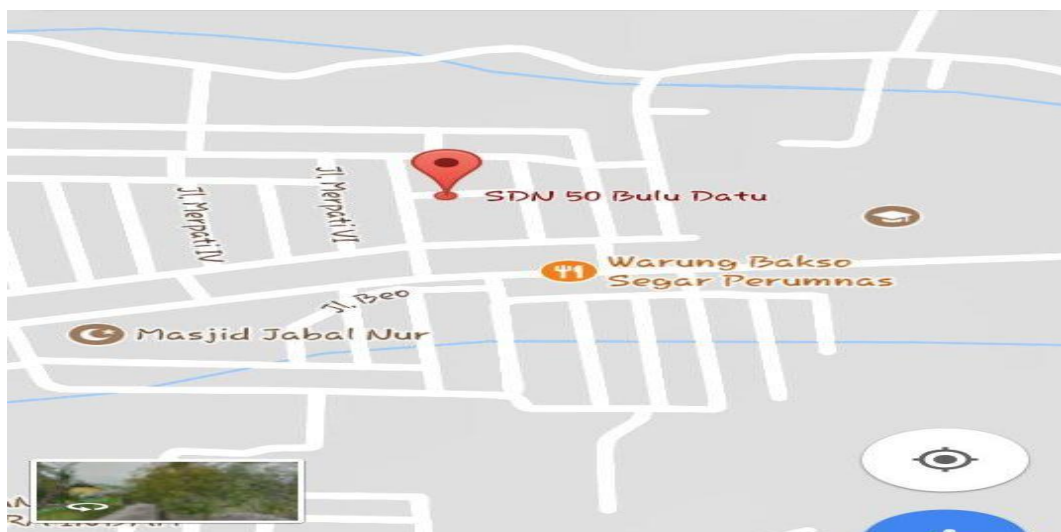 Jl. Merpati IV
Jl. Merpati VI
SDN 50 Bulu Datu
Warung Bakso
Segar Perumnas
Jl. Beo
Masjid Jabal Nur